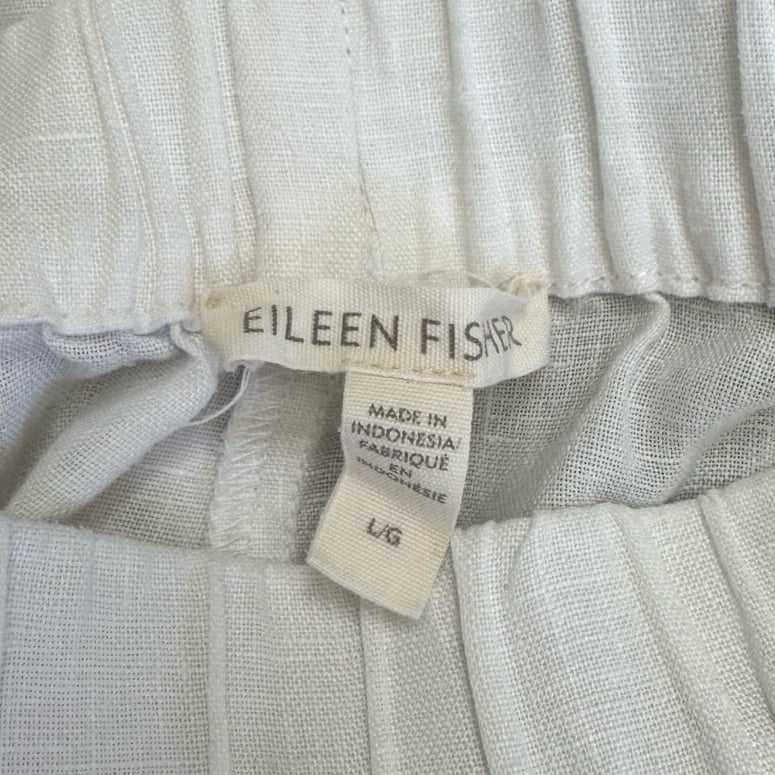 EILEEN FISHER
MADE IN
INDONESIA/
FABRIQUÉ
EN
INDONÉSIE
L/G